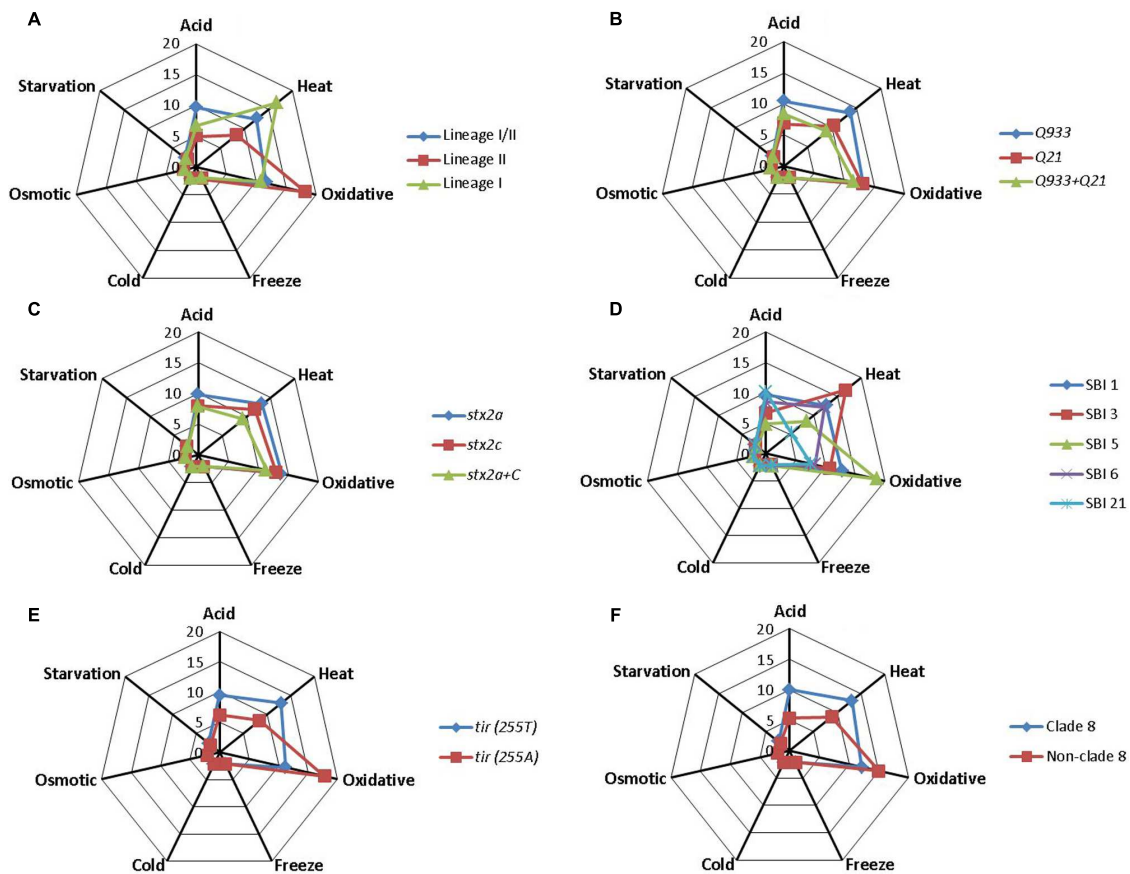 A
Acid
20
15
10
5
0
Heat
Oxidative
Freeze
Cold
Osmotic
Starvation
Lineage I/II
Lineage II
Lineage I
B
Acid
20
15
10
5
0
Heat
Oxidative
Freeze
Cold
Osmotic
Starvation
Q933
Q21
Q933+Q21
C
Acid
20
15
10
5
0
Heat
Oxidative
Freeze
Cold
Osmotic
Starvation
stx2a
stx2c
stx2a+C
D
Acid
20
15
10
5
0
Heat
Oxidative
Freeze
Cold
Osmotic
Starvation
SBI 1
SBI 3
SBI 5
SBI 6
SBI 21
E
Acid
20
15
10
5
0
Heat
Oxidative
Freeze
Cold
Osmotic
Starvation
tir (255T)
tir (255A)
F
Acid
20
15
10
5
0
Heat
Oxidative
Freeze
Cold
Osmotic
Starvation
Clade 8
Non-clade 8